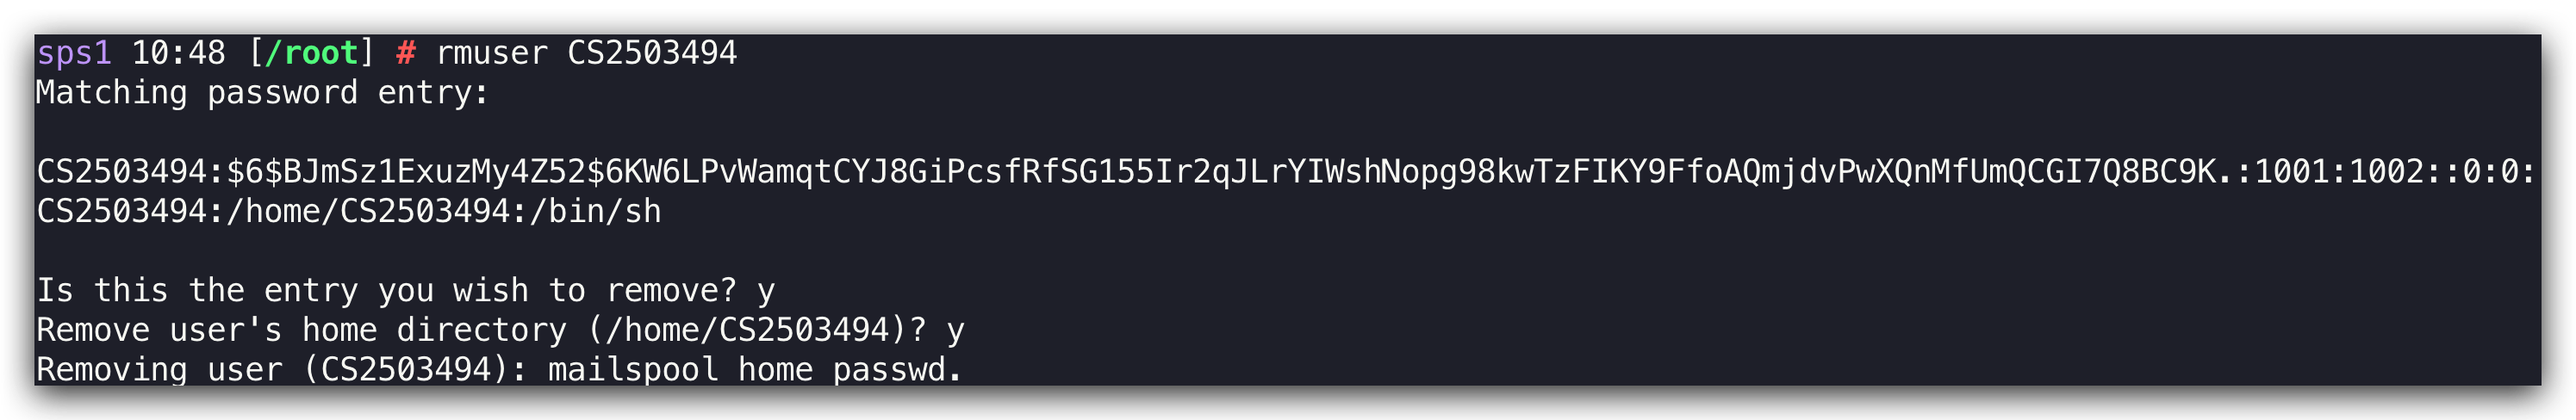 sps1 10:48 [/root] # rmuser CS2503494
Matching password entry:
CS2503494:$6$BJmSz1ExuzMy4Z52$6KW6LPvWamqtCYJ8GiPcsfRfSG155Ir2qJLrYIWshNopg98kwTzFIKY9FfoAQmjdvPwXQnMfUmQCGI7Q8BC9K.:1001:1002::0:0:
CS2503494:/home/CS2503494:/bin/sh
Is this the entry you wish to remove? y
Remove user's home directory (/home/CS2503494)? y
Removing user (CS2503494): mailspool home passwd.